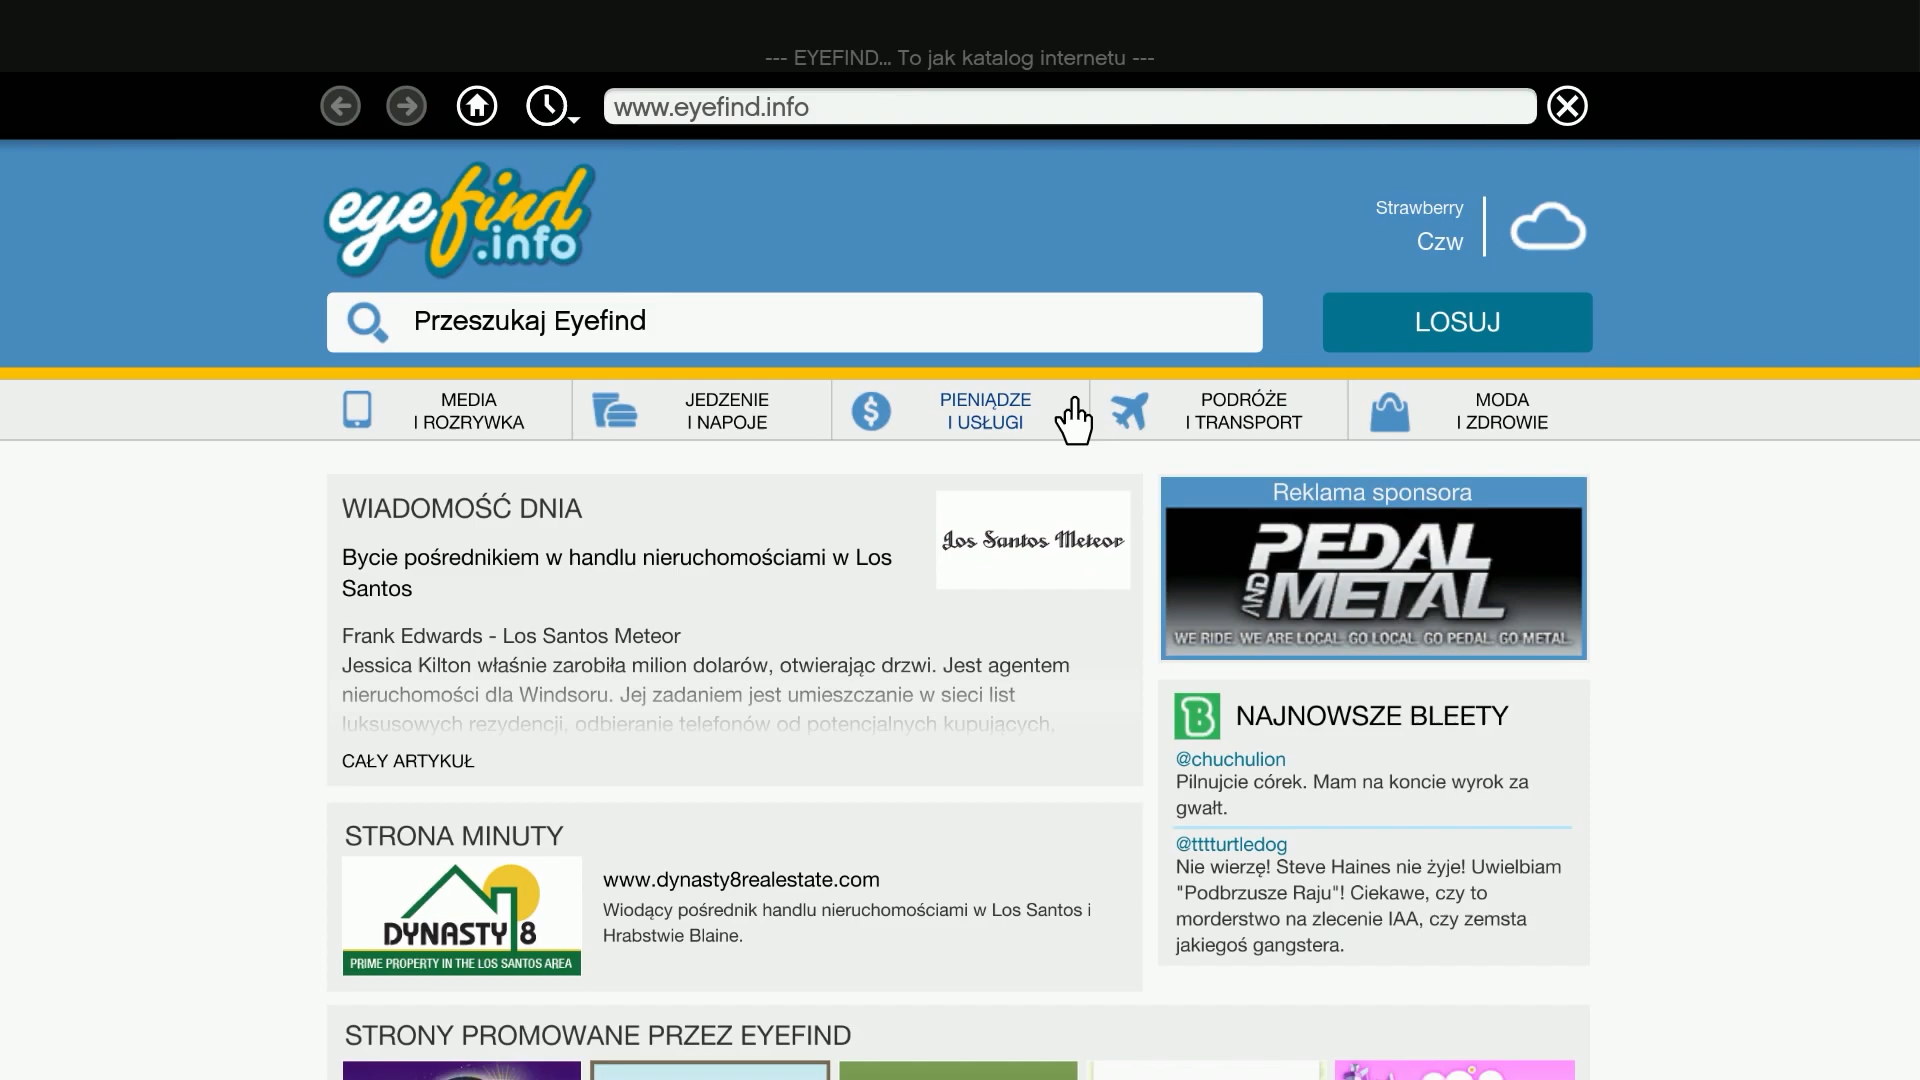 --- EYEFIND... To jak katalog internetu ---
www.eyefind.info
eyefind
.info
Strawberry
Czw
Przeszukaj Eyefind
LOSUJ
MEDIA
I ROZRYWKA
JEDZENIE
I NAPOJE
PIENIĄDZE
I USŁUGI
PODRÓŻE
I TRANSPORT
MODA
I ZDROWIE
WIADOMOŚĆ DNIA
Los Santos Meteor
Bycie pośrednikiem w handlu nieruchomościami w Los
Santos
Frank Edwards - Los Santos Meteor
Jessica Kilton właśnie zarobiła milion dolarów, otwierając drzwi. Jest agentem
nieruchomości dla Windsoru. Jej zadaniem jest umieszczanie w sieci list
luksusowych rezydencji, odbieranie telefonów od potencjalnych kupujących,
CAŁY ARTYKUŁ
Reklama sponsora
PEDAL
AND METAL
WE RIDE. WE ARE LOCAL. GO LOCAL. GO PEDAL. GO METAL.
B NAJNOWSZE BLEETY
@chuchulion
Pilnujcie córek. Mam na koncie wyrok za
gwałt.
@tttturtledog
Nie wierzę! Steve Haines nie żyje! Uwielbiam
"Podbrzusze Raju"! Ciekawe, czy to
morderstwo na zlecenie IAA, czy zemsta
jakiegoś gangstera.
STRONA MINUTY
DYNASTY 8
PRIME PROPERTY IN THE LOS SANTOS AREA
www.dynasty8realestate.com
Wiodący pośrednik handlu nieruchomościami w Los Santos i
Hrabstwie Blaine.
STRONY PROMOWANE PRZEZ EYEFIND